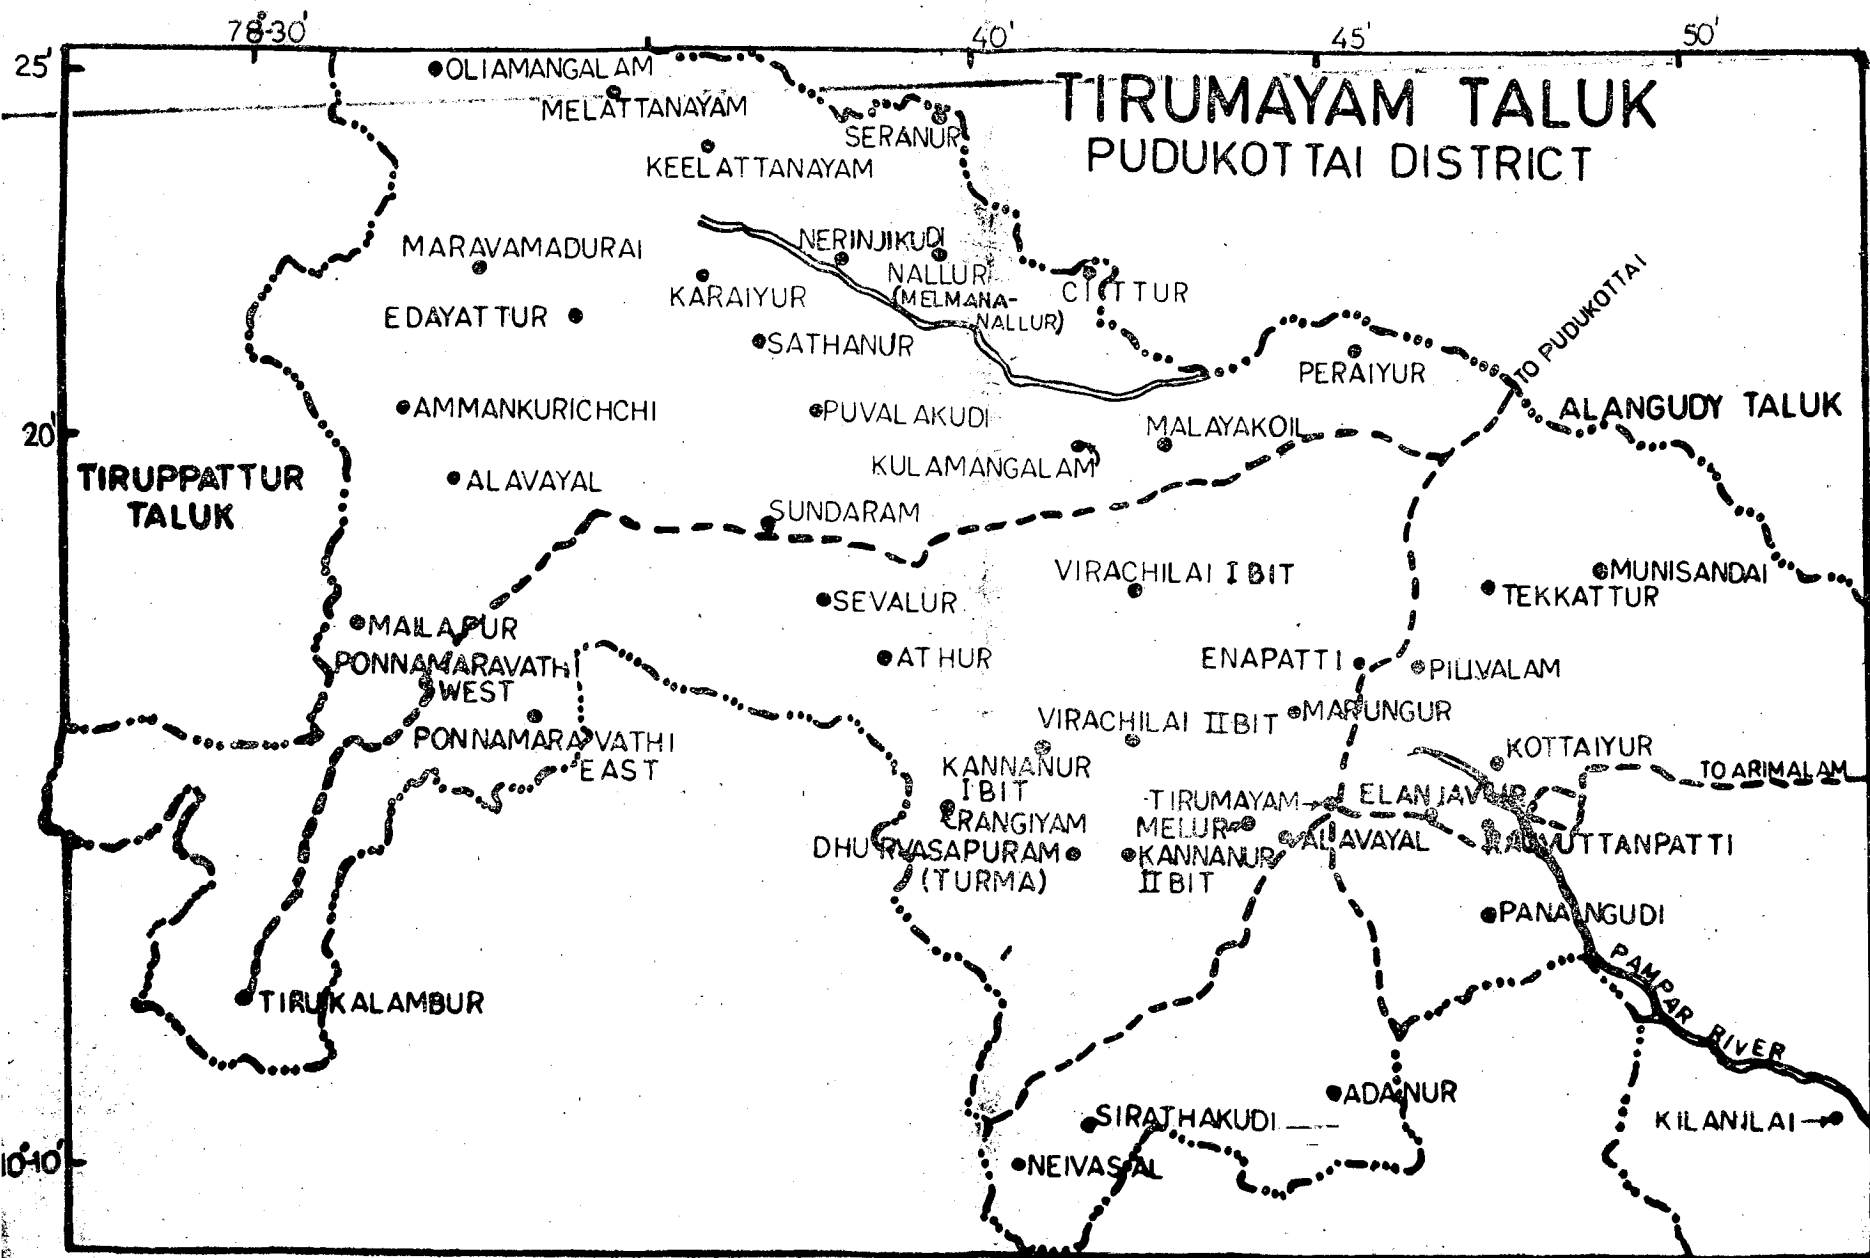 78°-30'
40'
45'
50'
25'
OLIAMANGALAM
TIRUMAYAM TALUK
MELATTANAYAM
SERANUR
PUDUKOTTAI DISTRICT
KEELATTANAYAM
MARAVAMADURAI
NERINJIKUDI
NALLUR
(MELMANA-
NALLUR)
CITTUR
KARAIYUR
TO PUDUKOTTAI
EDAYATTUR
SATHANUR
PERAIYUR
AMMANKURICHCHI
PUVALAKUDI
ALANGUDY TALUK
20'
MALAYAKOIL
KULAMANGALAM
TIRUPPATTUR
TALUK
ALAVAYAL
SUNDARAM
VIRACHILAI I BIT
MUNISANDAI
TEKKATTUR
SEVALUR
MAILAPUR
PONNAMARAVATHI
WEST
ATHUR
ENAPATTI
PILIVALAM
MARUNGUR
VIRACHILAI II BIT
PONNAMARAVATHI
EAST
KOTTAIYUR
KANNANUR
I BIT
TO ARIMALAM
TIRUMAYAM
ELANJAVUR
RANGIYAM
MELUR
ALAVAYAL
RAVUTTANPATTI
DHURVASAPURAM
(TURMA)
KANNANUR
II BIT
PANANGUDI
PAMPAR RIVER
TIRUKALAMBUR
ADANUR
SIRATHAKUDI
KILANILAI
10°-10'
NEIVASAL